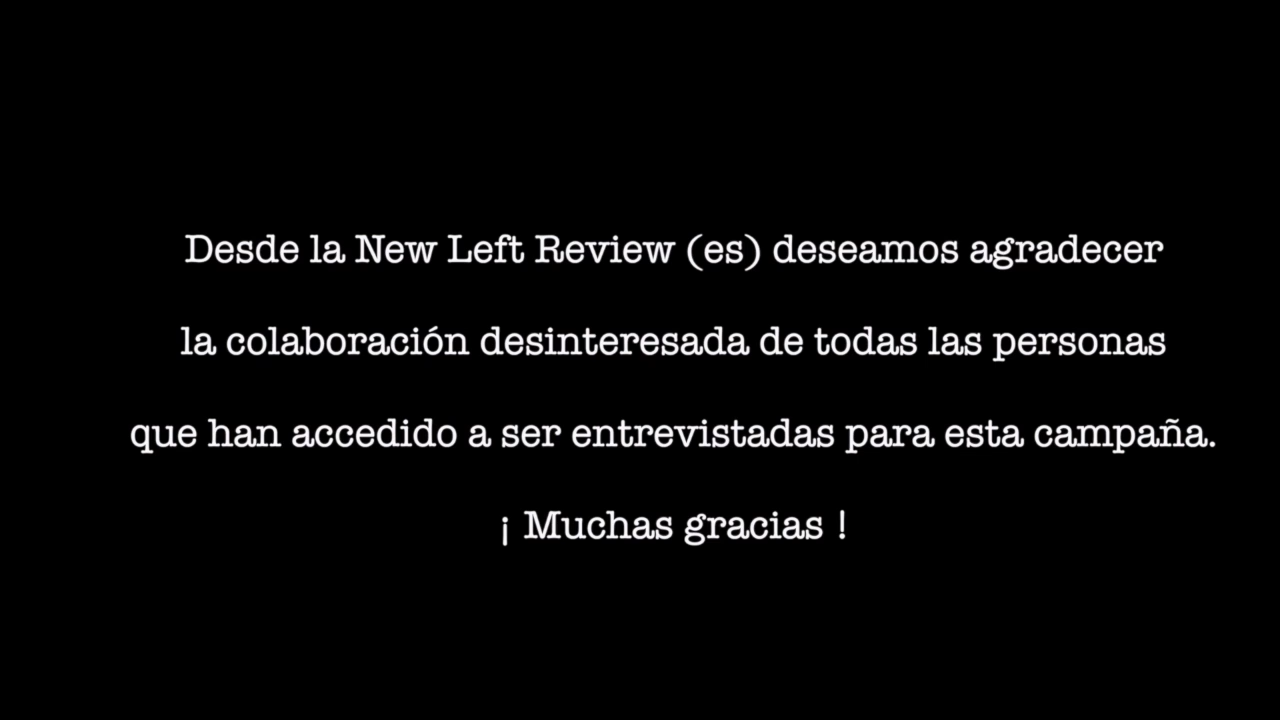 Desde la New Left Review (es) deseamos agradecer
la colaboración desinteresada de todas las personas
que han accedido a ser entrevistadas para esta campaña.
¡ Muchas gracias !